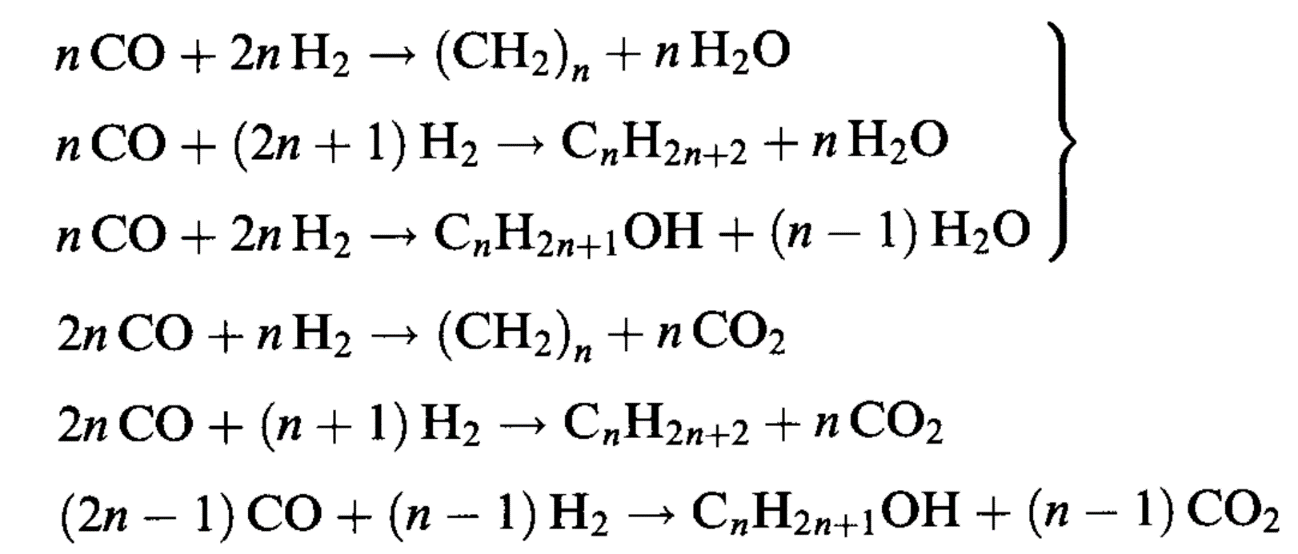 n CO + 2n H₂ → (CH₂)ₙ + n H₂O
n CO + (2n + 1) H₂ → CₙH₂ₙ₊₂ + n H₂O
n CO + 2n H₂ → CₙH₂ₙ₊₁OH + (n − 1) H₂O
2n CO + n H₂ → (CH₂)ₙ + n CO₂
2n CO + (n + 1) H₂ → CₙH₂ₙ₊₂ + n CO₂
(2n − 1) CO + (n − 1) H₂ → CₙH₂ₙ₊₁OH + (n − 1) CO₂